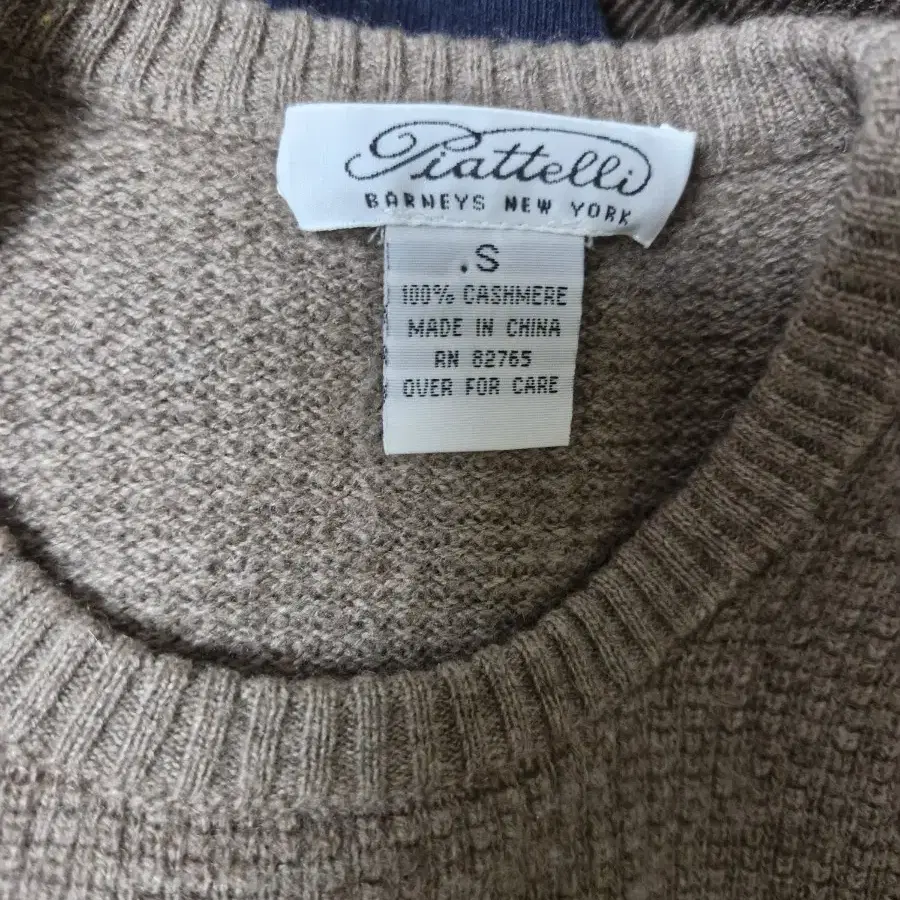 Piattelli
BARNEYS NEW YORK
.S
100% CASHMERE
MADE IN CHINA
RN 82765
OVER FOR CARE